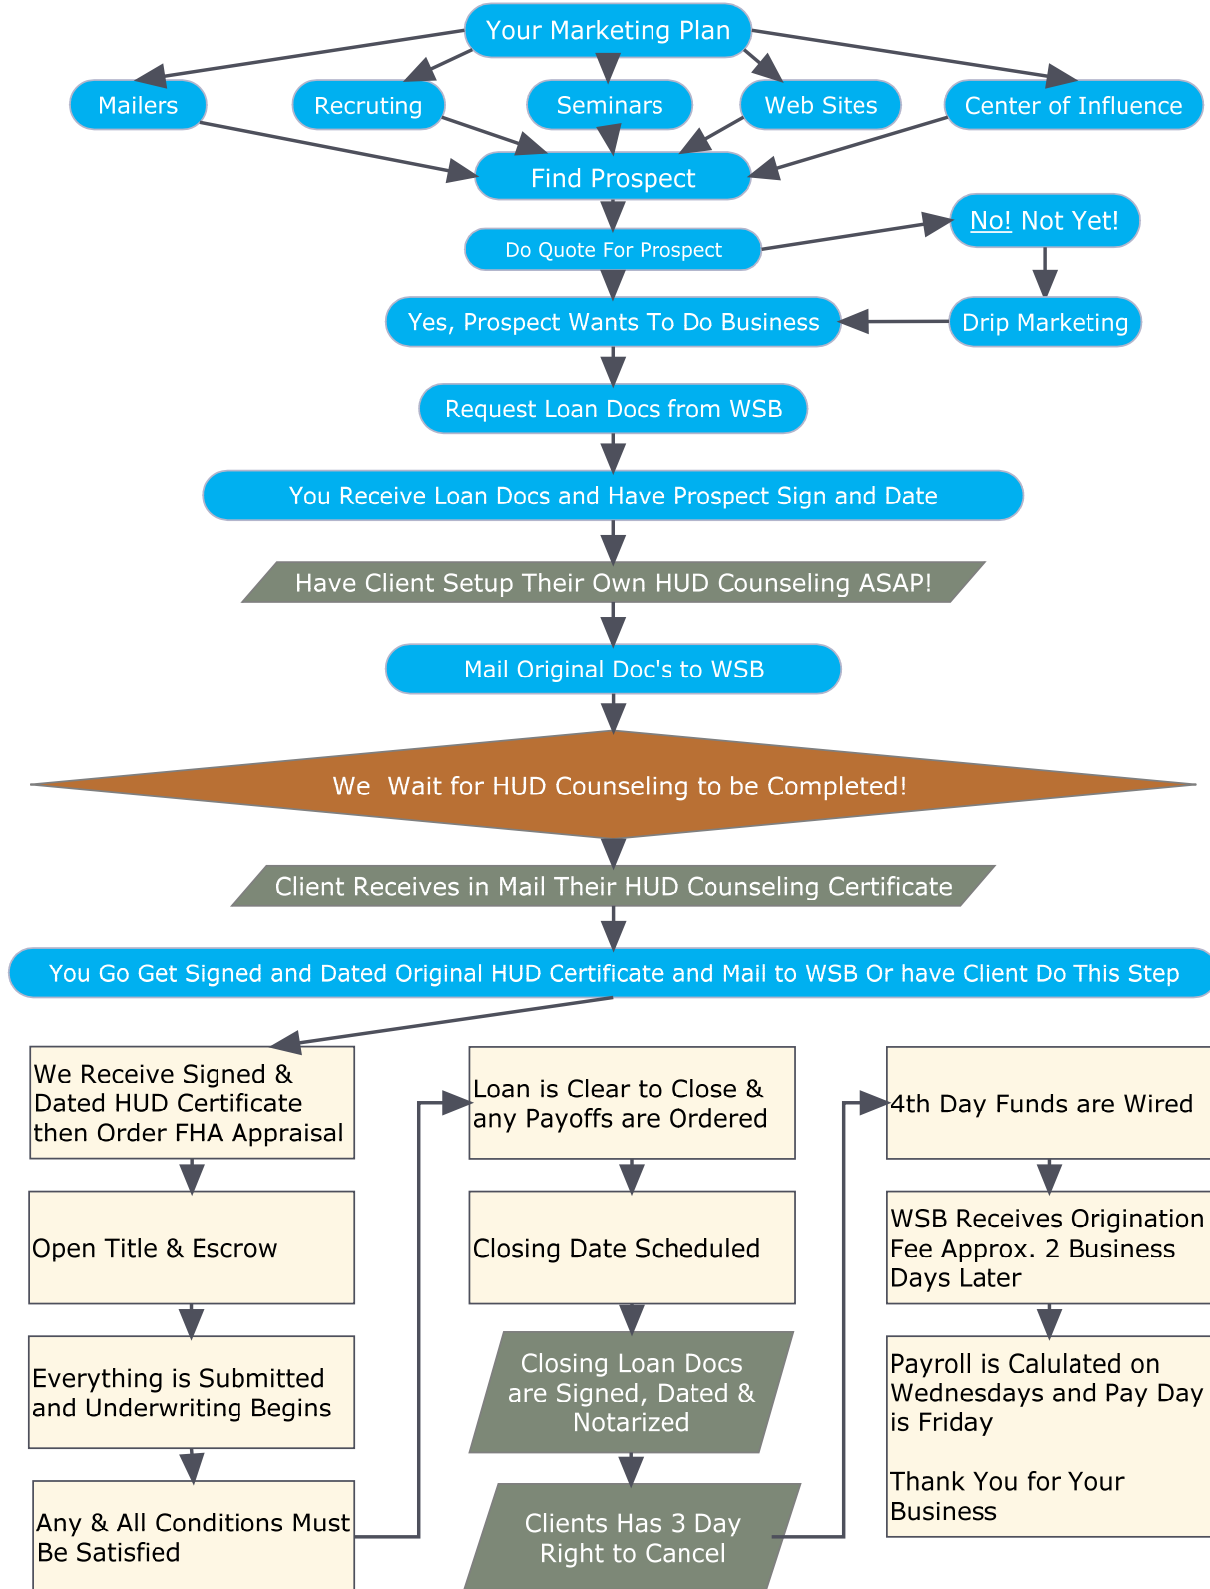 Your Marketing Plan
Mailers
Recruting
Seminars
Web Sites
Center of Influence
Find Prospect
Do Quote For Prospect
No! Not Yet!
Yes, Prospect Wants To Do Business
Drip Marketing
Request Loan Docs from WSB
You Receive Loan Docs and Have Prospect Sign and Date
Have Client Setup Their Own HUD Counseling ASAP!
Mail Original Doc's to WSB
We  Wait for HUD Counseling to be Completed!
Client Receives in Mail Their HUD Counseling Certificate
You Go Get Signed and Dated Original HUD Certificate and Mail to WSB Or have Client Do This Step
We Receive Signed &
Dated HUD Certificate
then Order FHA Appraisal
Open Title & Escrow
Everything is Submitted
and Underwriting Begins
Any & All Conditions Must
Be Satisfied
Loan is Clear to Close &
any Payoffs are Ordered
Closing Date Scheduled
Closing Loan Docs
are Signed, Dated &
Notarized
Clients Has 3 Day
Right to Cancel
4th Day Funds are Wired
WSB Receives Origination
Fee Approx. 2 Business
Days Later
Payroll is Calulated on
Wednesdays and Pay Day
is Friday
Thank You for Your
Business